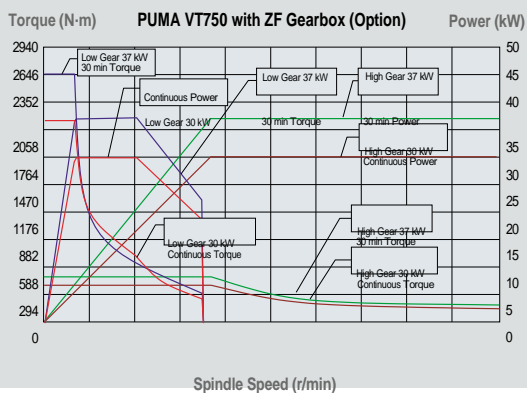 Torque (N·m)
PUMA VT750 with ZF Gearbox (Option)
Power (kW)
2940
2646
2352
2058
1764
1470
1176
882
588
294
0
Low Gear 37 kW
30 min Torque
Continuous Power
Low Gear 30 kW
Low Gear 37 kW
30 min Torque
High Gear 37 kW
30 min Power
High Gear 30 kW
Continuous Power
Low Gear 30 kW
Continuous Torque
High Gear 37 kW
30 min Torque
High Gear 30 kW
Continuous Torque
50
45
40
35
30
25
20
15
10
5
0
Spindle Speed (r/min)